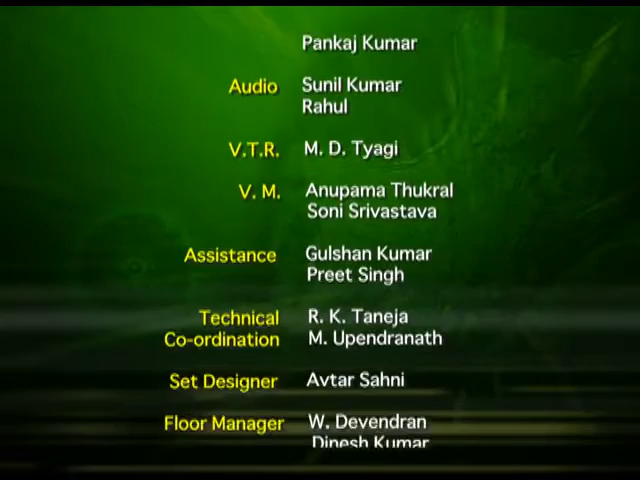 Pankaj Kumar
Audio Sunil Kumar
Rahul
V.T.R. M. D. Tyagi
V. M. Anupama Thukral
Soni Srivastava
Assistance Gulshan Kumar
Preet Singh
Technical R. K. Taneja
Co-ordination M. Upendranath
Set Designer Avtar Sahni
Floor Manager W. Devendran
Dinesh Kumar